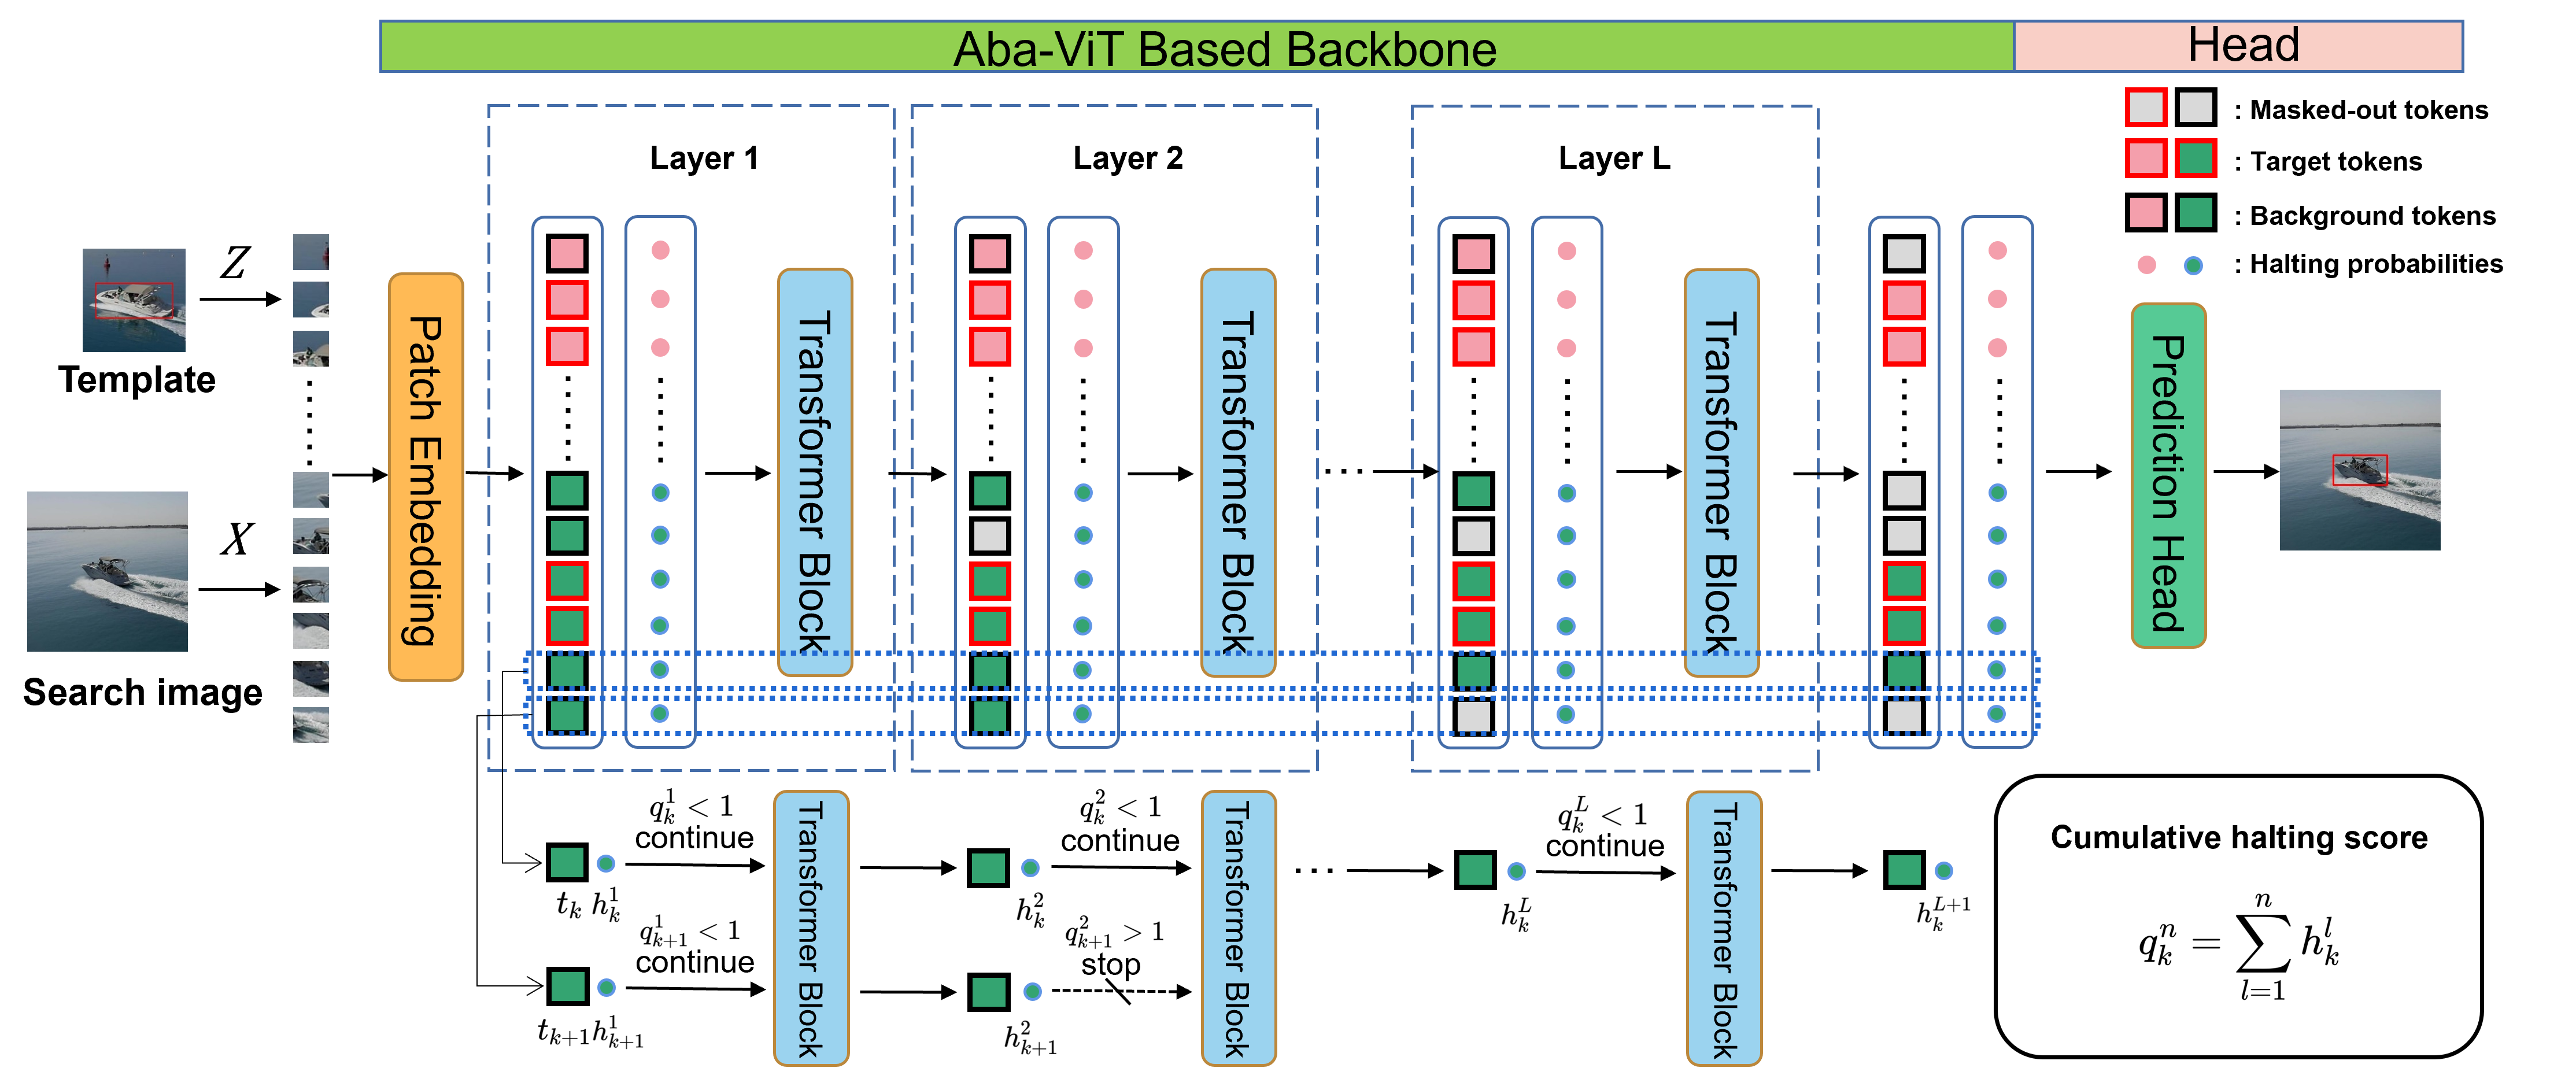 Aba-ViT Based Backbone
Head
: Masked-out tokens
: Target tokens
: Background tokens
: Halting probabilities
Layer 1
Layer 2
Layer L
Z
Template
X
Search image
Patch Embedding
Transformer Block
Transformer Block
Transformer Block
Prediction Head
$q_k^1 < 1$
continue
$q_k^2 < 1$
continue
$q_k^L < 1$
continue
$t_k$ $h_k^1$
$h_k^2$
$h_k^L$
$h_k^{L+1}$
$q_{k+1}^1 < 1$
continue
$q_{k+1}^2 > 1$
stop
$t_{k+1}$ $h_{k+1}^1$
$h_{k+1}^2$
Transformer Block
Transformer Block
Transformer Block
Cumulative halting score
$q_k^n = \sum_{l=1}^{n} h_k^l$